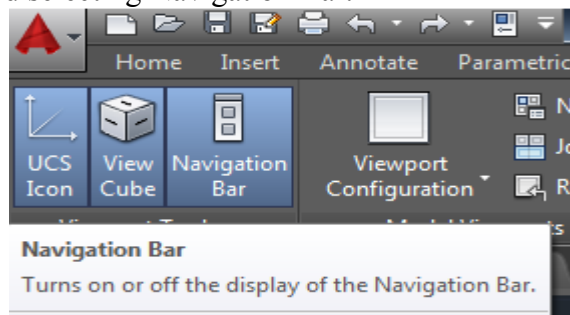 Home Insert Annotate Parametric
UCS Icon
View Cube
Navigation Bar
Viewport Configuration
N
Jo
R
Navigation Bar
Turns on or off the display of the Navigation Bar.